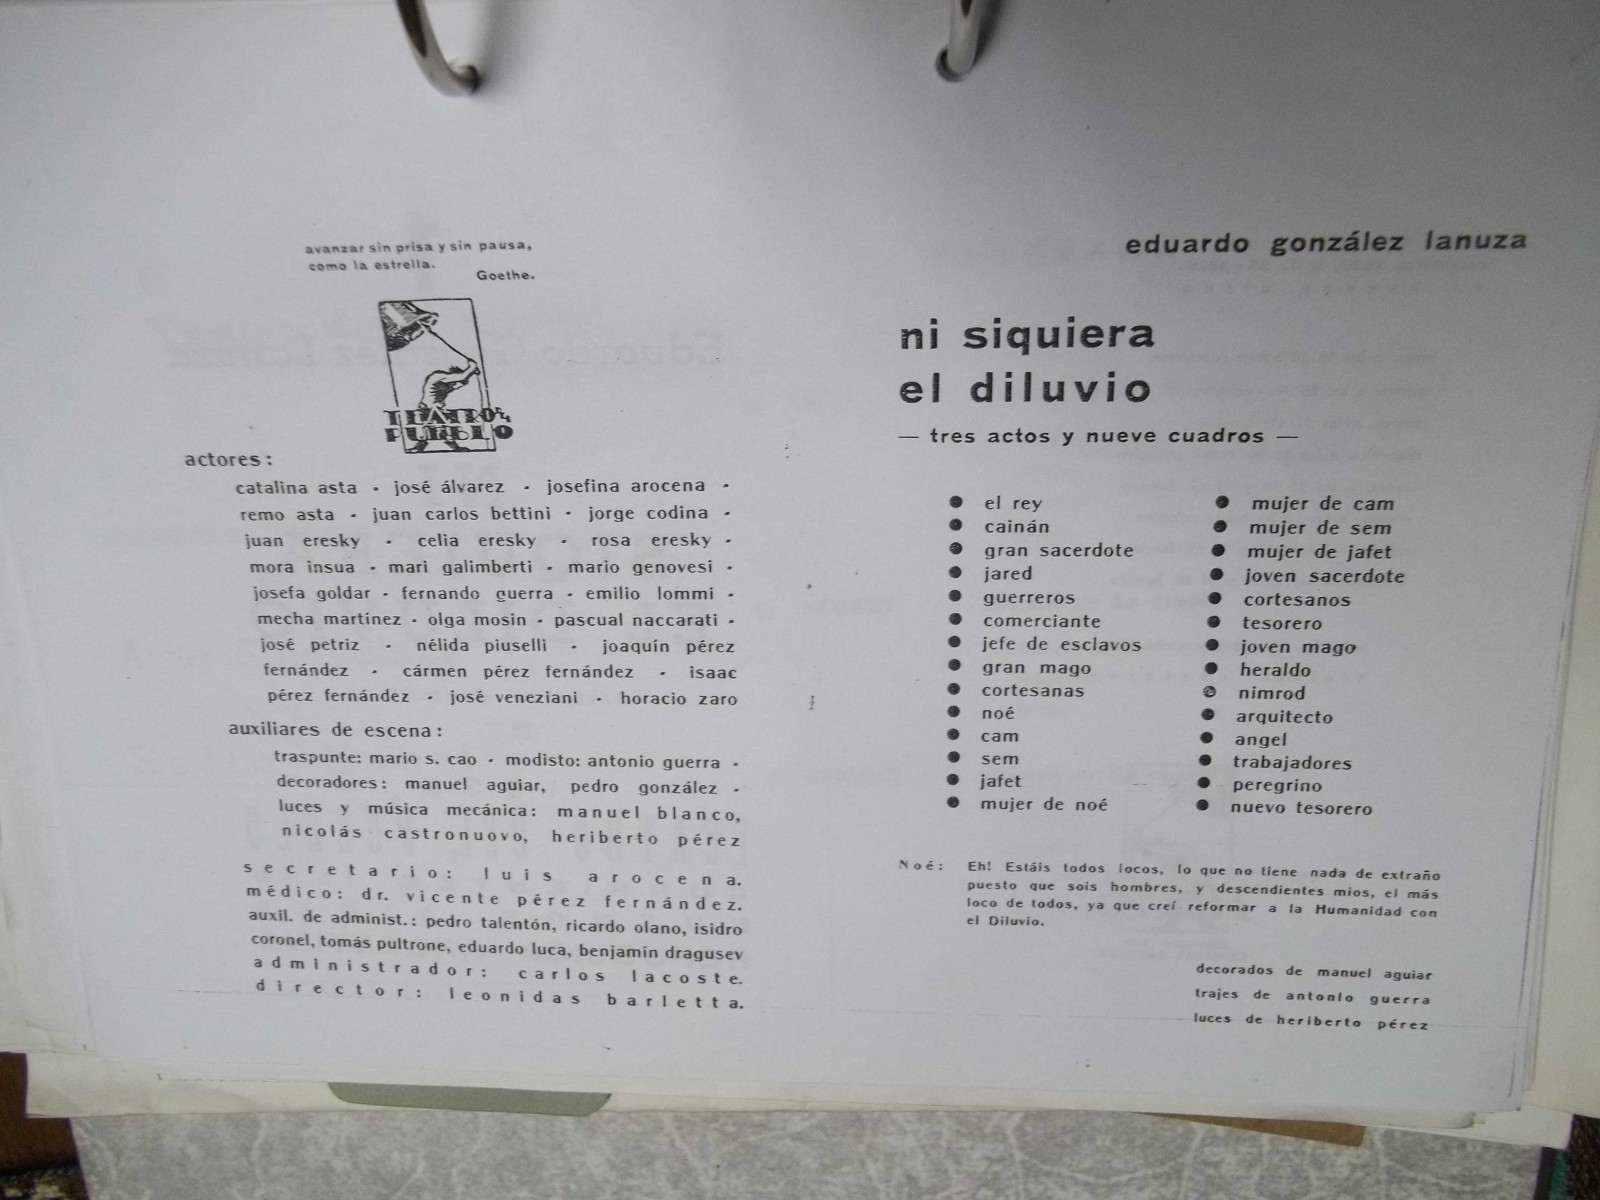 avanzar sin prisa y sin pausa,
como la estrella.
Goethe.
TEATRO DEL
PUEBLO
actores:
catalina asta - josé álvarez - josefina arocena -
remo asta - juan carlos bettini - jorge codina -
juan eresky - celia eresky - rosa eresky -
mora insua - mari galimberti - mario genovesi -
josefa goldar - fernando guerra - emilio lommi -
mecha martínez - olga mosin - pascual naccarati -
josé petriz - nélida piuselli - joaquín pérez
fernández - cármen pérez fernández - isaac
pérez fernández - josé veneziani - horacio zaro
auxiliares de escena:
traspunte: mario s. cao - modisto: antonio guerra -
decoradores: manuel aguiar, pedro gonzález -
luces y música mecánica: manuel blanco,
nicolás castronuovo, heriberto pérez
secretario: luis arocena.
médico: dr. vicente pérez fernández.
auxil. de administ.: pedro talentón, ricardo olano, isidro
coronel, tomás pultrone, eduardo luca, benjamín dragusev
administrador: carlos lacoste.
director: leonidas barletta.
eduardo gonzález lanuza
ni siquiera
el diluvio
— tres actos y nueve cuadros —
● el rey
● cainán
● gran sacerdote
● jared
● guerreros
● comerciante
● jefe de esclavos
● gran mago
● cortesanas
● noé
● cam
● sem
● jafet
● mujer de noé
● mujer de cam
● mujer de sem
● mujer de jafet
● joven sacerdote
● cortesanos
● tesorero
● joven mago
● heraldo
● nimrod
● arquitecto
● angel
● trabajadores
● peregrino
● nuevo tesorero
Noé: Eh! Estáis todos locos, lo que no tiene nada de extraño
puesto que sois hombres, y descendientes mios, el más
loco de todos, ya que creí reformar a la Humanidad con
el Diluvio.
decorados de manuel aguiar
trajes de antonio guerra
luces de heriberto pérez